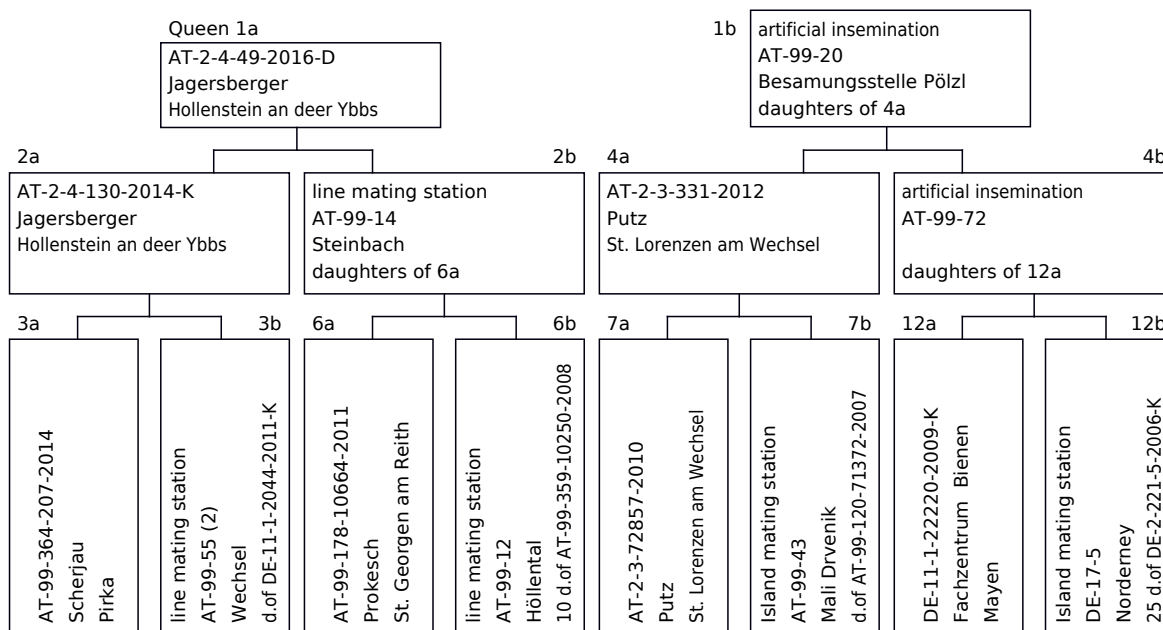 Queen 1a
AT-2-4-49-2016-D
Jagersberger
Hollenstein an deer Ybbs
1b
artificial insemination
AT-99-20
Besamungsstelle Pölzl
daughters of 4a
2a
AT-2-4-130-2014-K
Jagersberger
Hollenstein an deer Ybbs
2b
line mating station
AT-99-14
Steinbach
daughters of 6a
4a
AT-2-3-331-2012
Putz
St. Lorenzen am Wechsel
4b
artificial insemination
AT-99-72
daughters of 12a
3a
AT-99-364-207-2014
Scherjau
Pirka
3b
line mating station
AT-99-55 (2)
Wechsel
d.of DE-11-1-2044-2011-K
6a
AT-99-178-10664-2011
Prokesch
St. Georgen am Reith
6b
line mating station
AT-99-12
Höllental
10 d.of AT-99-359-10250-2008
7a
AT-2-3-72857-2010
Putz
St. Lorenzen am Wechsel
7b
Island mating station
AT-99-43
Mali Drvenik
d.of AT-99-120-71372-2007
12a
DE-11-1-22220-2009-K
Fachzentrum Bienen
Mayen
12b
Island mating station
DE-17-5
Norderney
25 d.of DE-2-221-5-2006-K